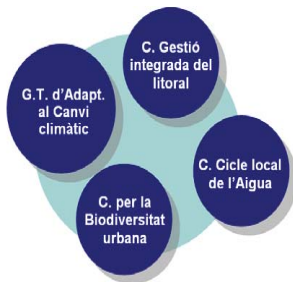 C. Gestió
integrada del
litoral
G.T. d'Adapt.
al Canvi
climàtic
C. Cicle local
de l'Aigua
C. per la
Biodiversitat
urbana